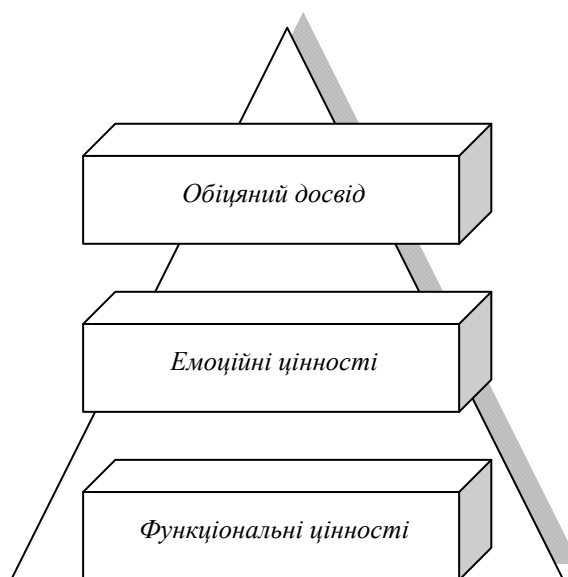 Обіцяний досвід
Емоційні цінності
Функціональні цінності